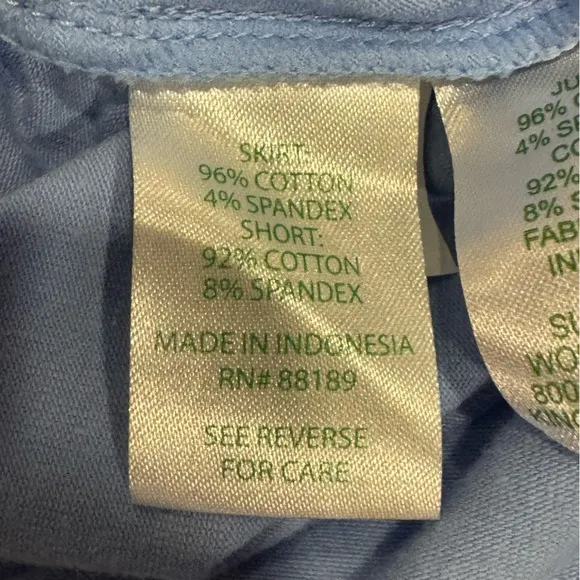 SKIRT:
96% COTTON
4% SPANDEX
SHORT:
92% COTTON
8% SPANDEX
MADE IN INDONESIA
RN# 88189
SEE REVERSE
FOR CARE
96%
4%
92%
8%
800